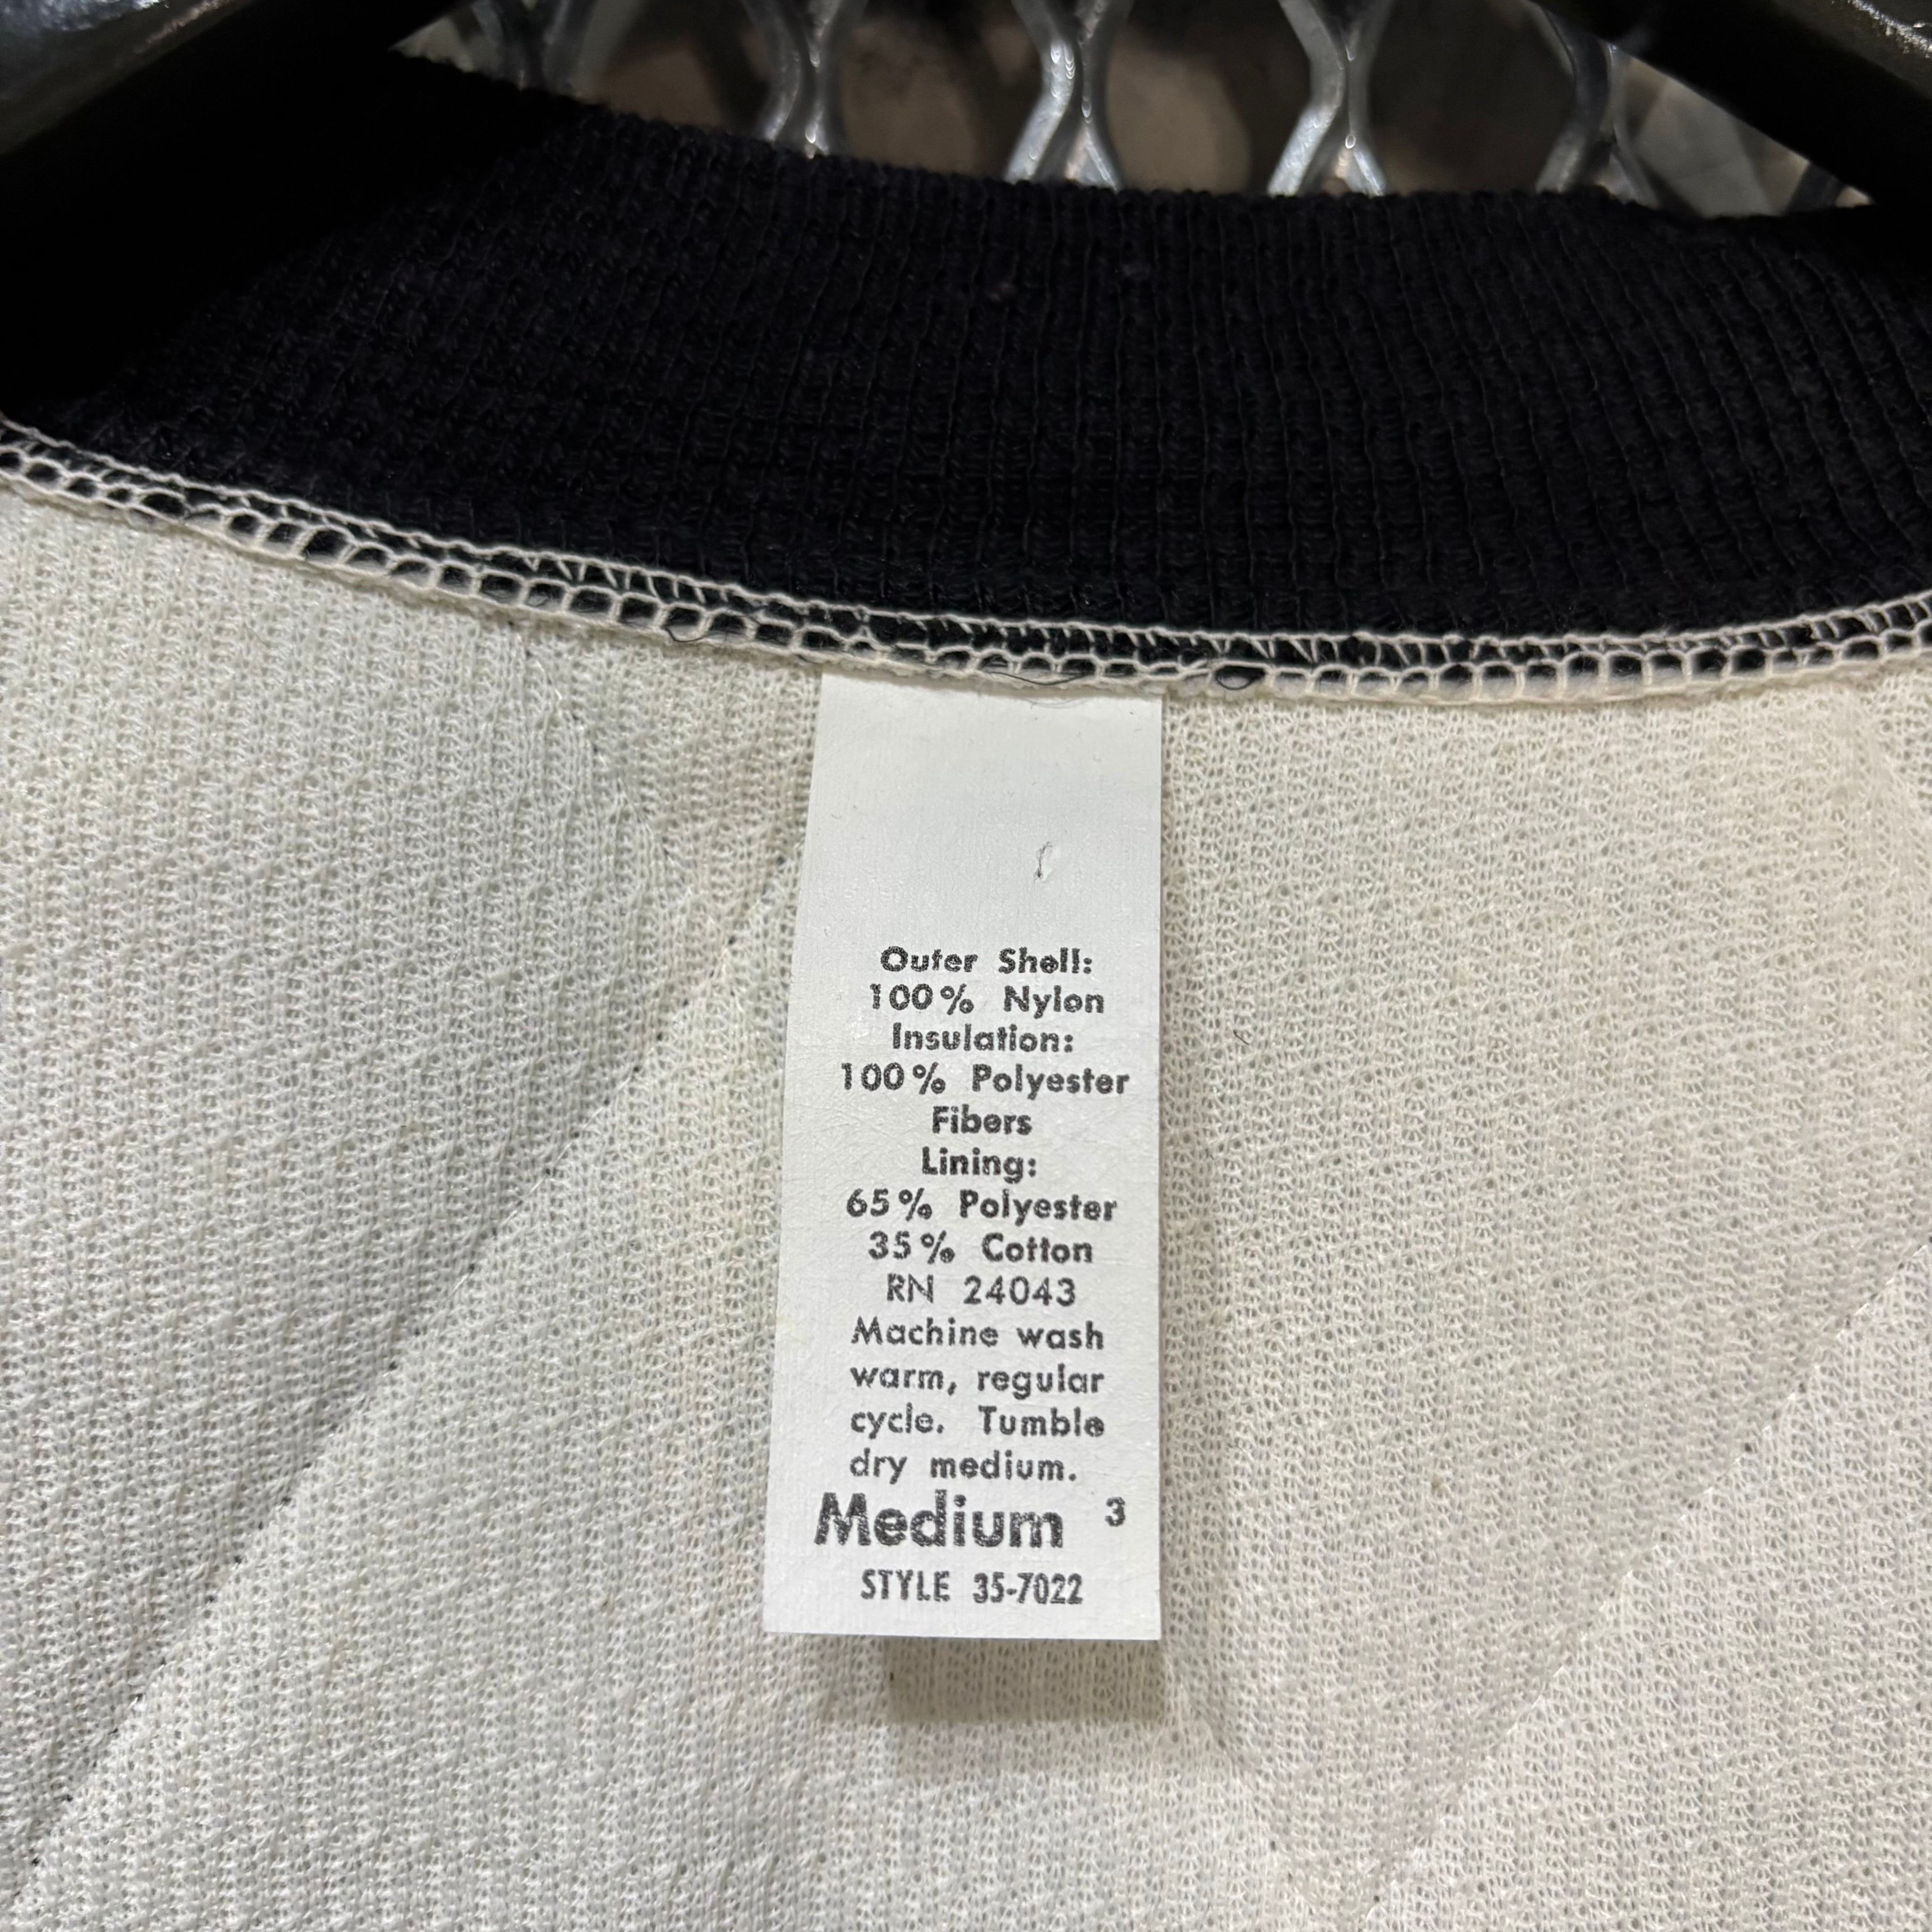 Outer Shell:
100% Nylon
Insulation:
100% Polyester
Fibers
Lining:
65% Polyester
35% Cotton
RN 24043
Machine wash
warm, regular
cycle. Tumble
dry medium.
Medium 3
STYLE 35-7022